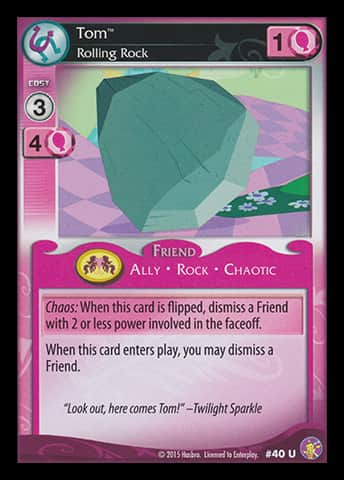 Tom™
Rolling Rock
1
COST
3
4
FRIEND
ALLY • ROCK • CHAOTIC
Chaos: When this card is flipped, dismiss a Friend
with 2 or less power involved in the faceoff.
When this card enters play, you may dismiss a
Friend.
"Look out, here comes Tom!" –Twilight Sparkle
© 2015 Hasbro. Licensed to Enterplay.
#40 U